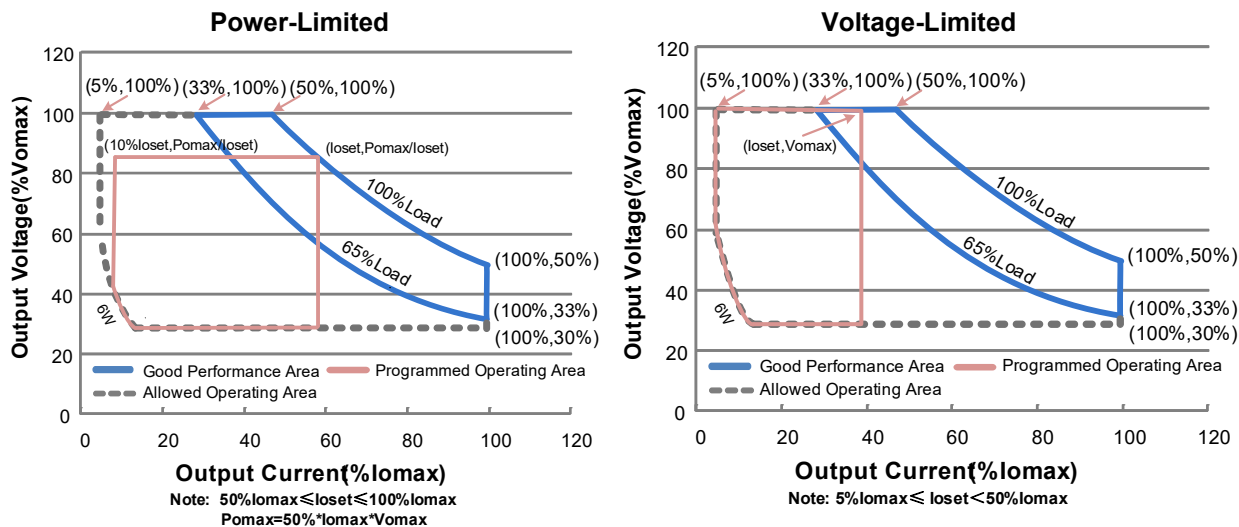 Power-Limited
Output Voltage(%Vomax)
120
100
80
60
40
20
0
(5%,100%) (33%,100%) (50%,100%)
(10%loset,Pomax/loset)
(loset,Pomax/loset)
100%Load
65%Load
6W
(100%,50%)
(100%,33%)
(100%,30%)
Good Performance Area
Programmed Operating Area
Allowed Operating Area
0 20 40 60 80 100 120
Output Current(%Iomax)
Note: 50%Iomax≤Ioset≤100%Iomax
Pomax=50%*Iomax*Vomax
Voltage-Limited
Output Voltage(%Vomax)
120
100
80
60
40
20
0
(5%,100%) (33%,100%) (50%,100%)
(loset,Vomax)
100%Load
65%Load
6W
(100%,50%)
(100%,33%)
(100%,30%)
Good Performance Area
Programmed Operating Area
Allowed Operating Area
0 20 40 60 80 100 120
Output Current(%Iomax)
Note: 5%Iomax≤ Ioset<50%Iomax